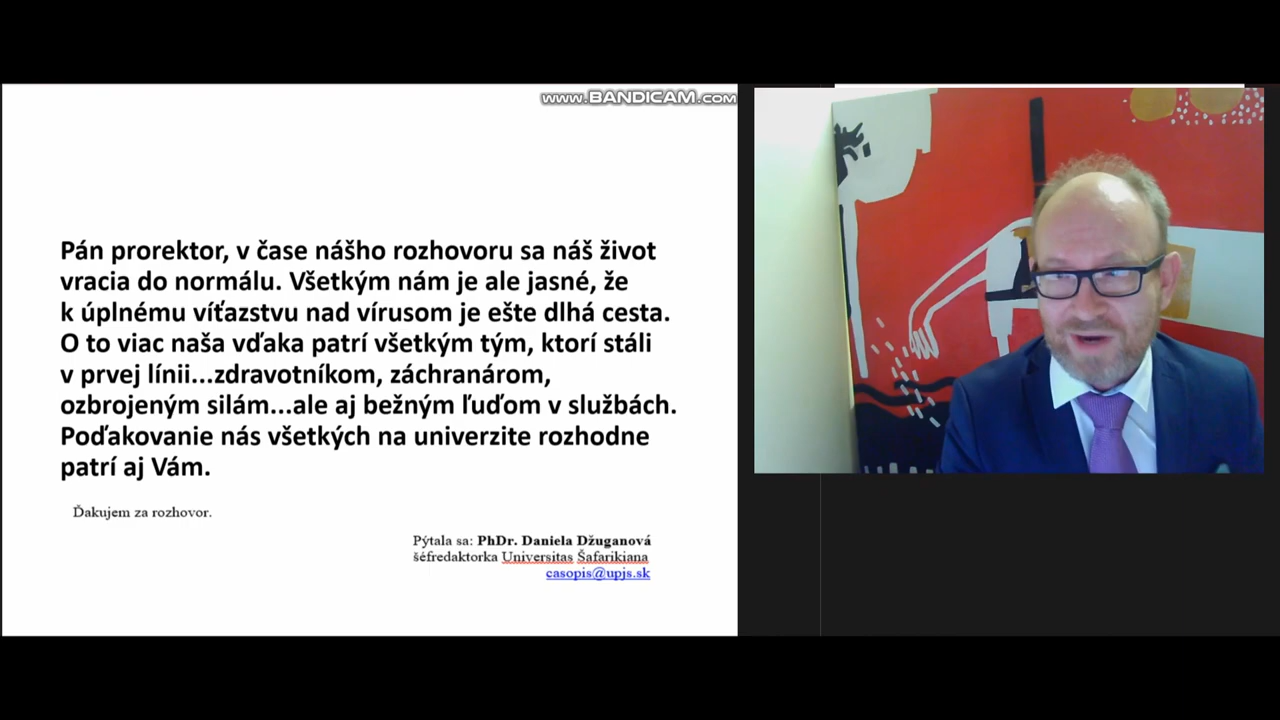 www.BANDICAM.com
Pán prorektor, v čase nášho rozhovoru sa náš život
vracia do normálu. Všetkým nám je ale jasné, že
k úplnému víťazstvu nad vírusom je ešte dlhá cesta.
O to viac naša vďaka patrí všetkým tým, ktorí stáli
v prvej línii...zdravotníkom, záchranárom,
ozbrojeným silám...ale aj bežným ľuďom v službách.
Poďakovanie nás všetkých na univerzite rozhodne
patrí aj Vám.
Ďakujem za rozhovor.
Pýtala sa: PhDr. Daniela Džuganová
šéfredaktorka Universitas Šafarikiana
casopis@upjs.sk